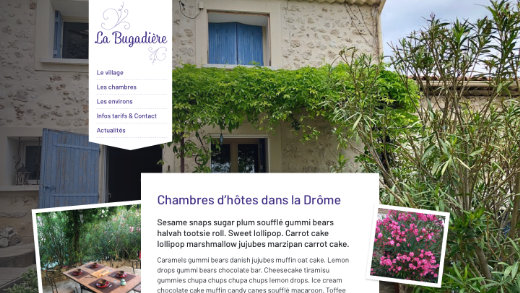 La Bugadière
Le village
Les chambres
Les environs
Infos tarifs & Contact
Actualités
Chambres d'hôtes dans la Drôme
Sesame snaps sugar plum soufflé gummi bears
halvah tootsie roll. Sweet lollipop. Carrot cake
lollipop marshmallow jujubes marzipan carrot cake.
Caramels gummi bears danish jujubes muffin oat cake. Lemon
drops gummi bears chocolate bar. Cheesecake tiramisu
gummies chupa chups chupa chups lemon drops. Ice cream
chocolate cake muffin candy canes soufflé macaroon. Toffee